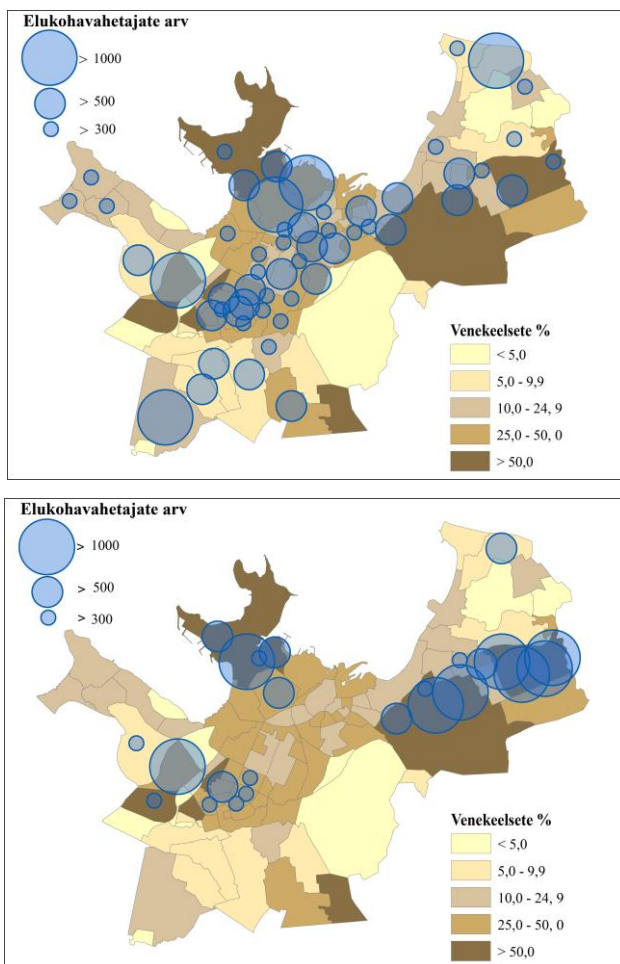 Elukohavahetajate arv
> 1000
> 500
> 300
Venekeelsete %
< 5,0
5,0 - 9,9
10,0 - 24, 9
25,0 - 50, 0
> 50,0
Elukohavahetajate arv
> 1000
> 500
> 300
Venekeelsete %
< 5,0
5,0 - 9,9
10,0 - 24, 9
25,0 - 50, 0
> 50,0